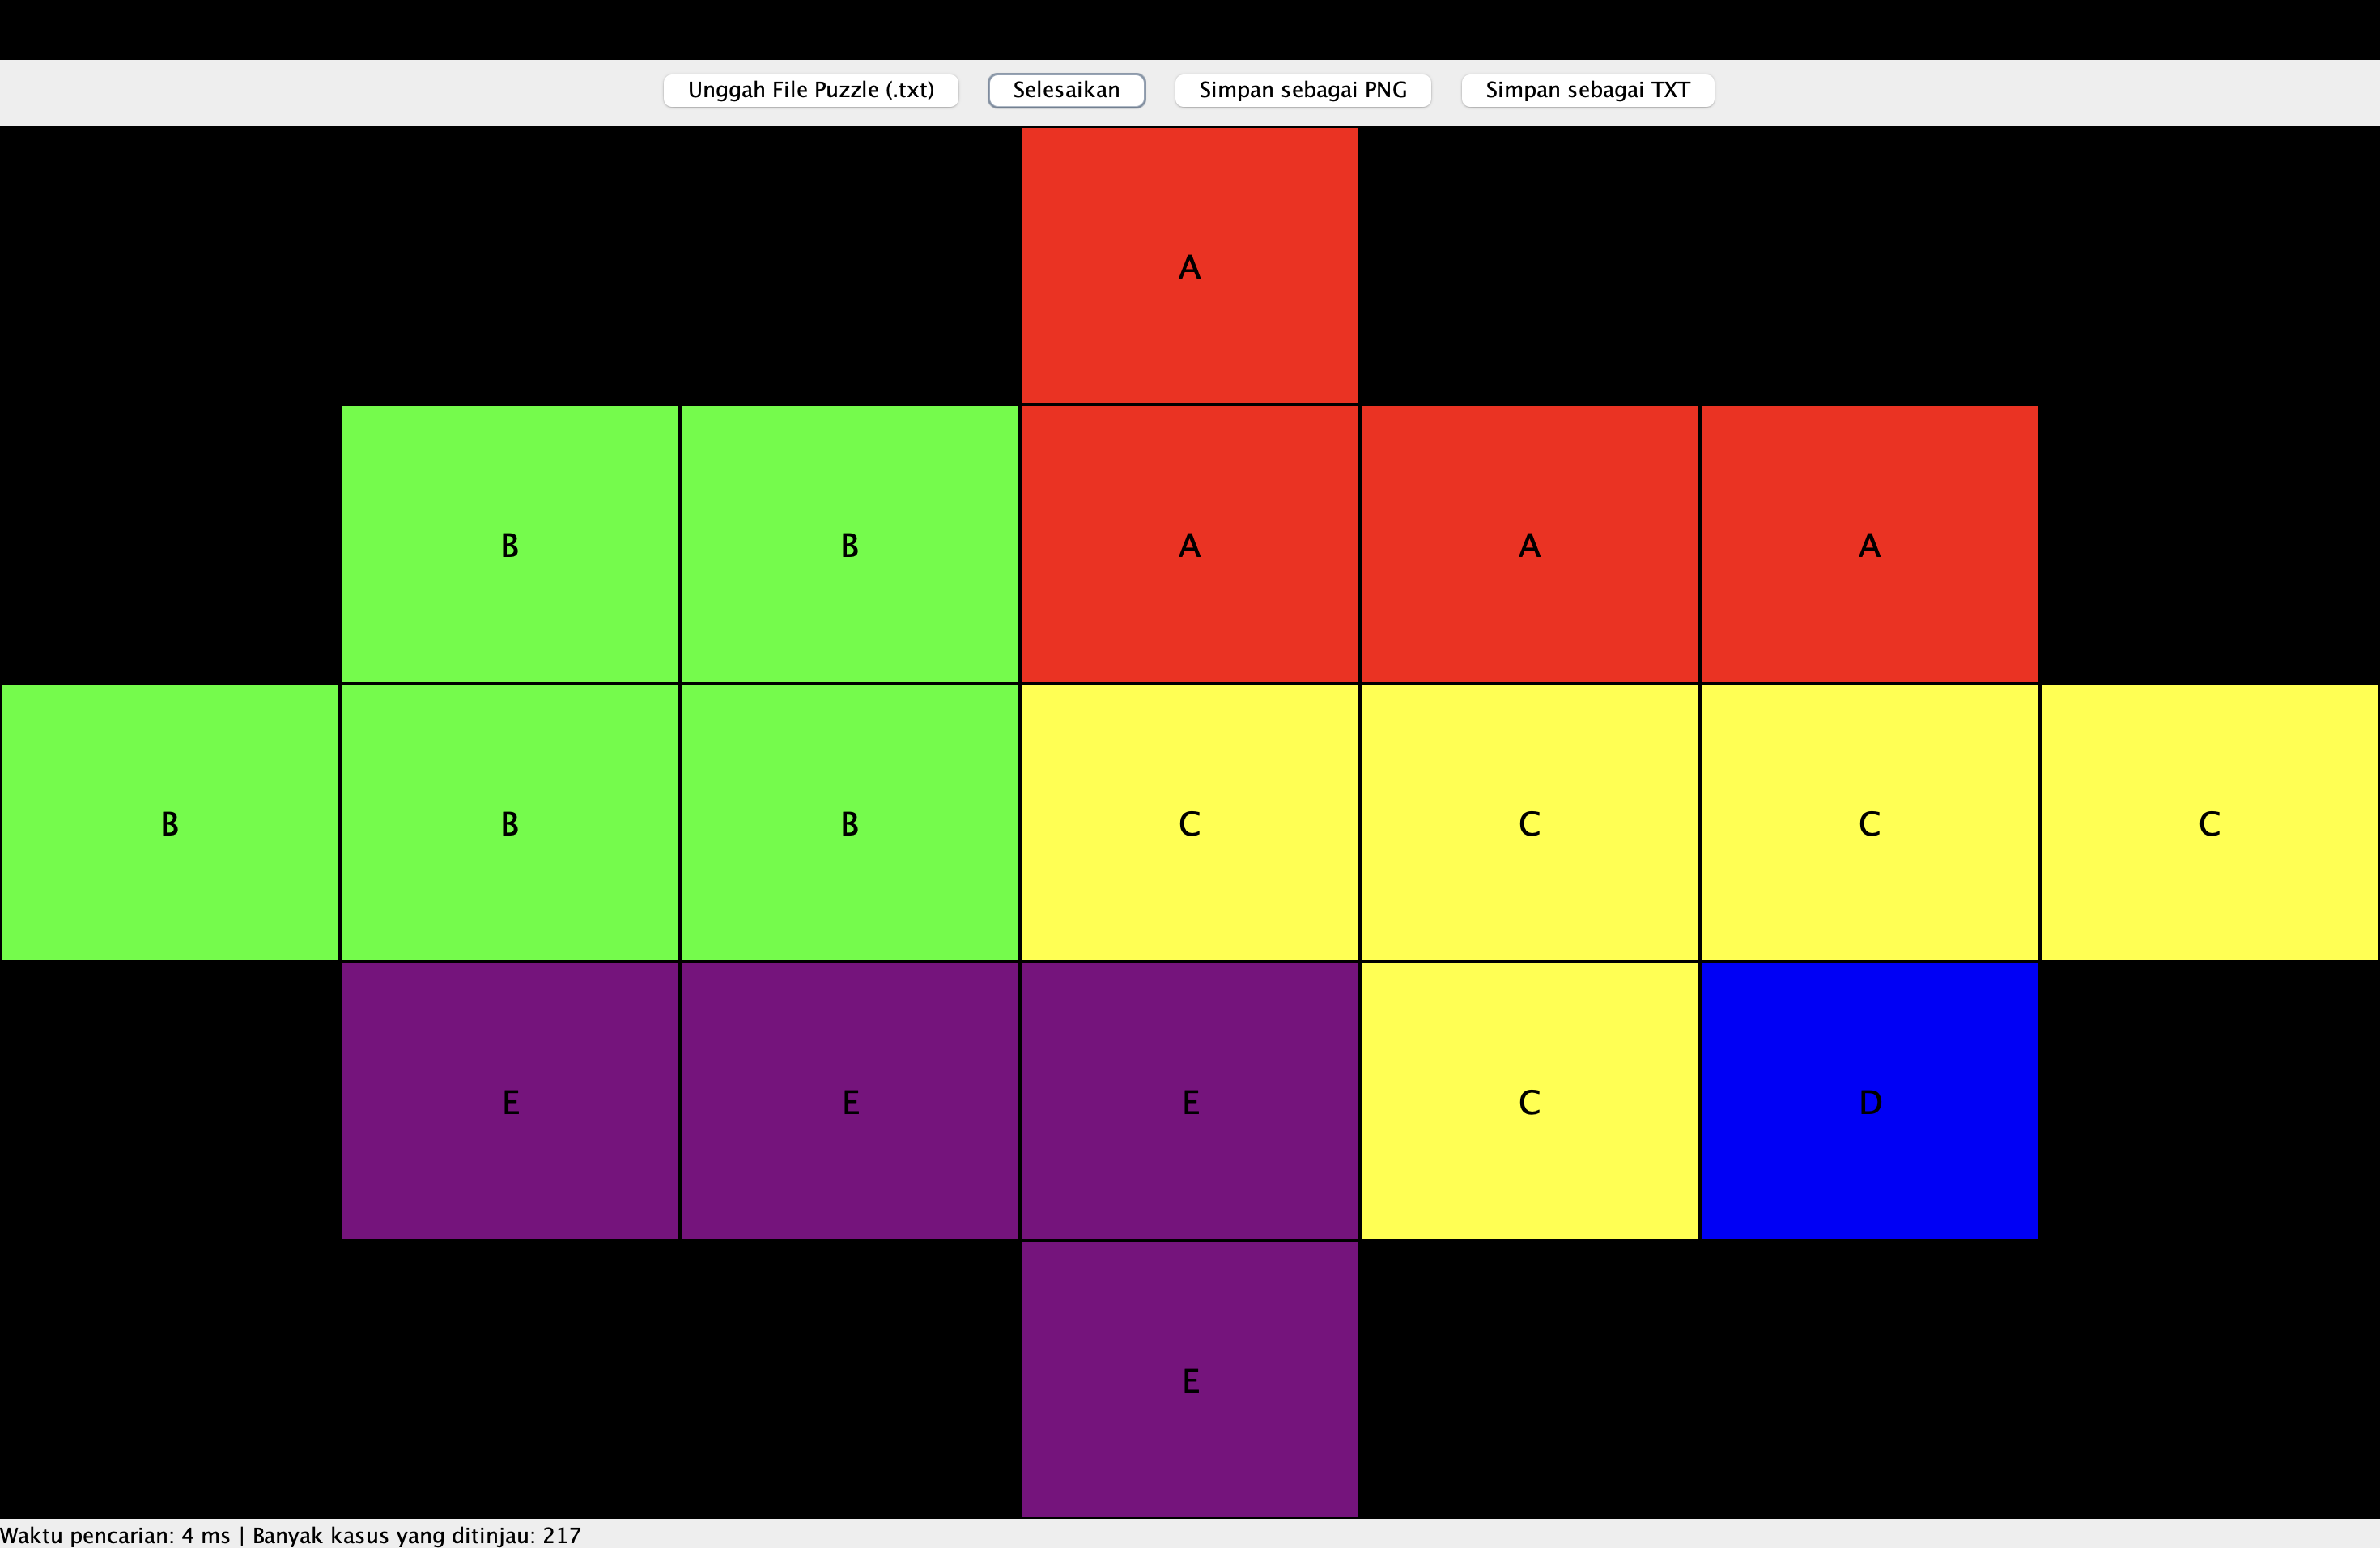 Unggah File Puzzle (.txt) Selesaikan Simpan sebagai PNG Simpan sebagai TXT
A
B B A A A
B B B C C C C
E E E C D
E
Waktu pencarian: 4 ms | Banyak kasus yang ditinjau: 217